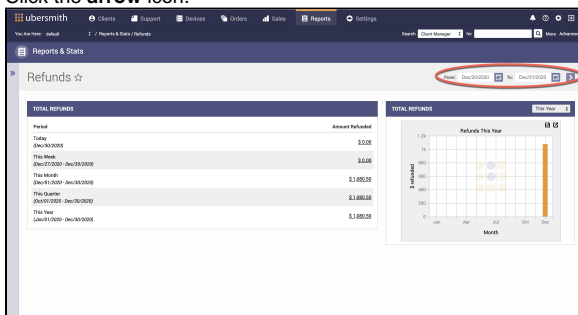 Click the arrow icon.
ubersmith Clients Support Devices Orders Sales Reports Settings
You Are Here: default / Reports & Stats / Refunds Search Client Manager for More Advanced
Reports & Stats
» Refunds ☆ From: Dec/20/2020 To: Dec/31/2020
TOTAL REFUNDS
Period Amount Refunded
Today $ 0.00
(Dec/30/2020)
This Week $ 0.00
(Dec/27/2020 - Dec/30/2020)
This Month $ 1,080.50
(Dec/01/2020 - Dec/30/2020)
This Quarter $ 1,080.50
(Oct/01/2020 - Dec/30/2020)
This Year $ 1,080.50
(Jan/01/2020 - Dec/30/2020)
TOTAL REFUNDS This Year
Refunds This Year
$ refunded
1.2k
1k
800
600
400
200
0
Jan Apr Jul Oct Dec
Month